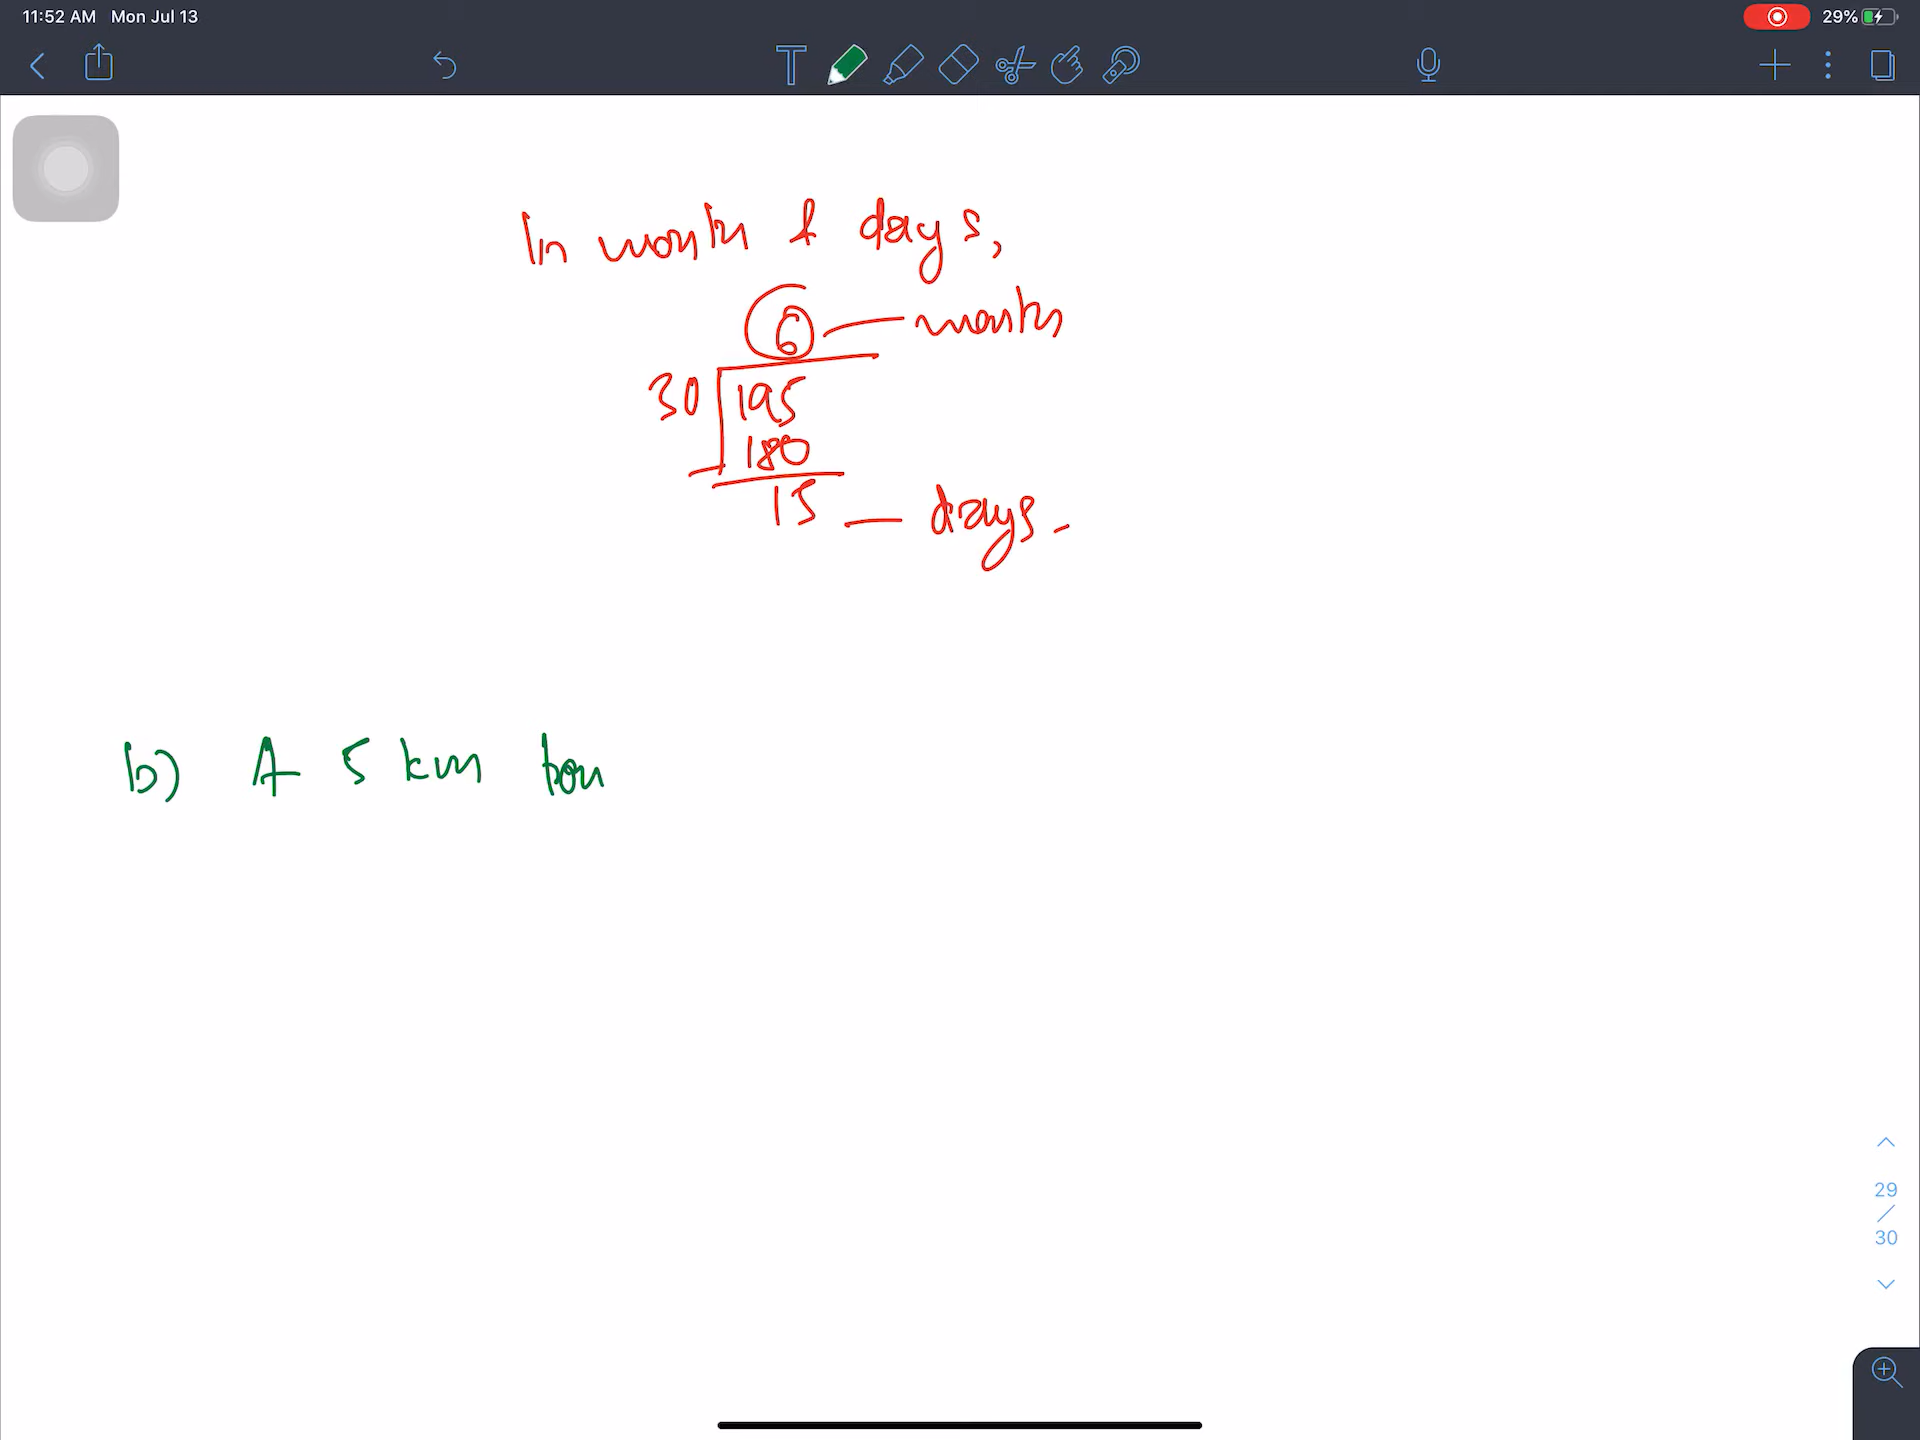 11:52 AM Mon Jul 13
29%
T
In month & days,
6 — months
30 195
180
15 — days.
b) A 5 km
29
/
30